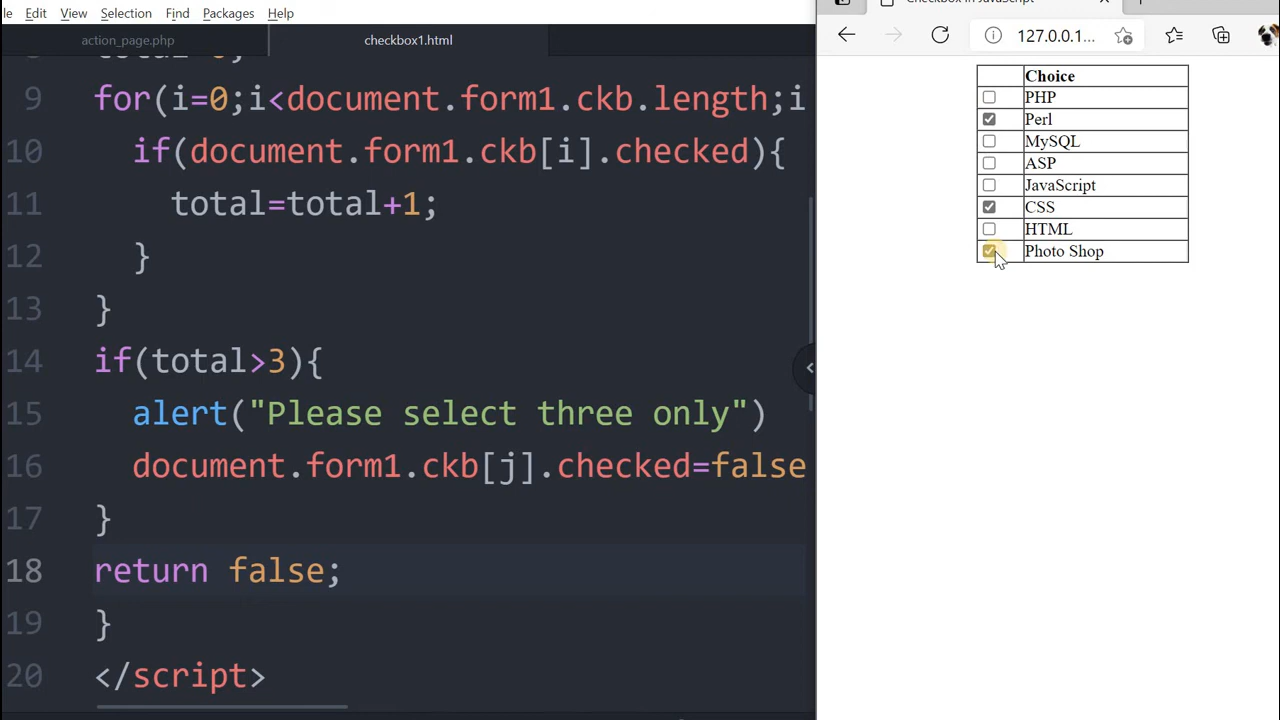 le Edit View Selection Find Packages Help
action_page.php checkbox1.html
9 for(i=0;i<document.form1.ckb.length;i
10 if(document.form1.ckb[i].checked){
11 total=total+1;
12 }
13 }
14 if(total>3){
15 alert("Please select three only")
16 document.form1.ckb[j].checked=false
17 }
18 return false;
19 }
20 </script>
Checkbox in JavaScript
127.0.0.1...
Choice
PHP
Perl
MySQL
ASP
JavaScript
CSS
HTML
Photo Shop